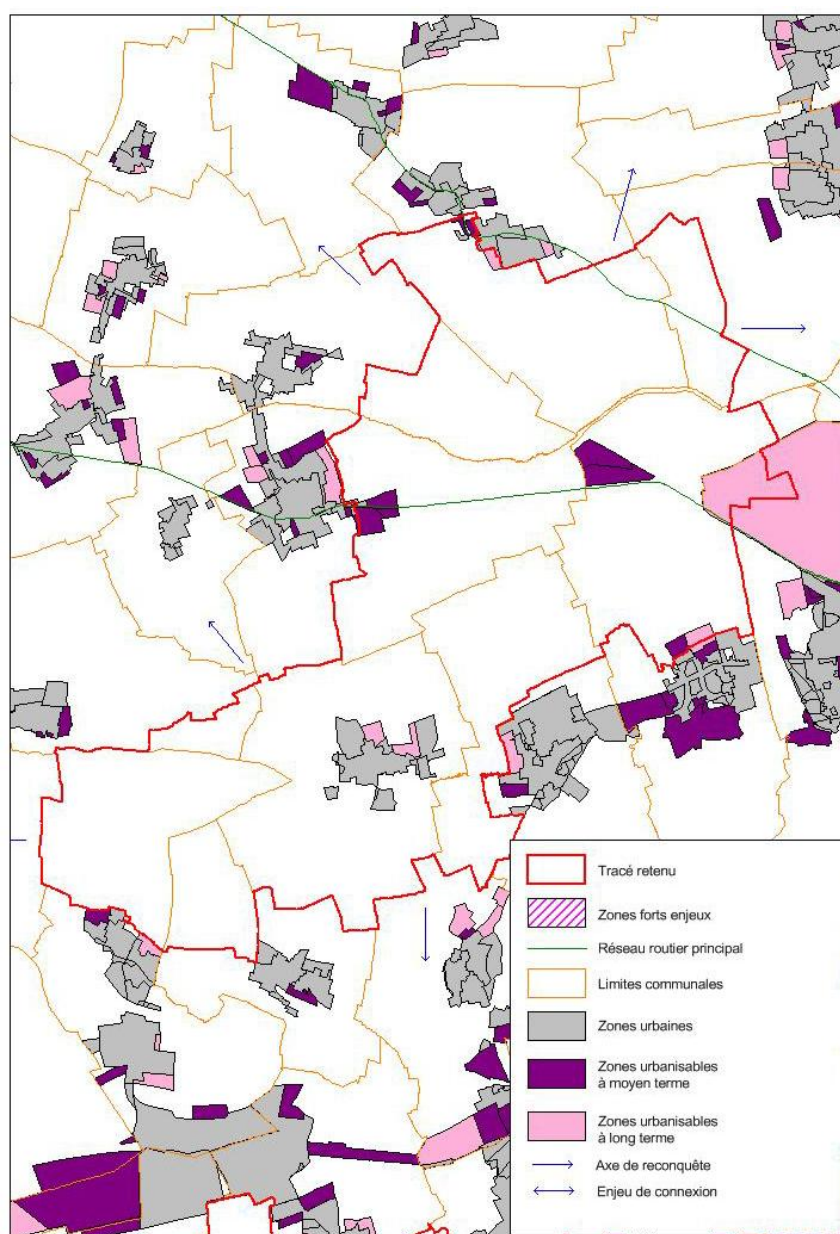 Tracé retenu
Zones forts enjeux
Réseau routier principal
Limites communales
Zones urbaines
Zones urbanisables
à moyen terme
Zones urbanisables
à long terme
Axe de reconquête
Enjeu de connexion